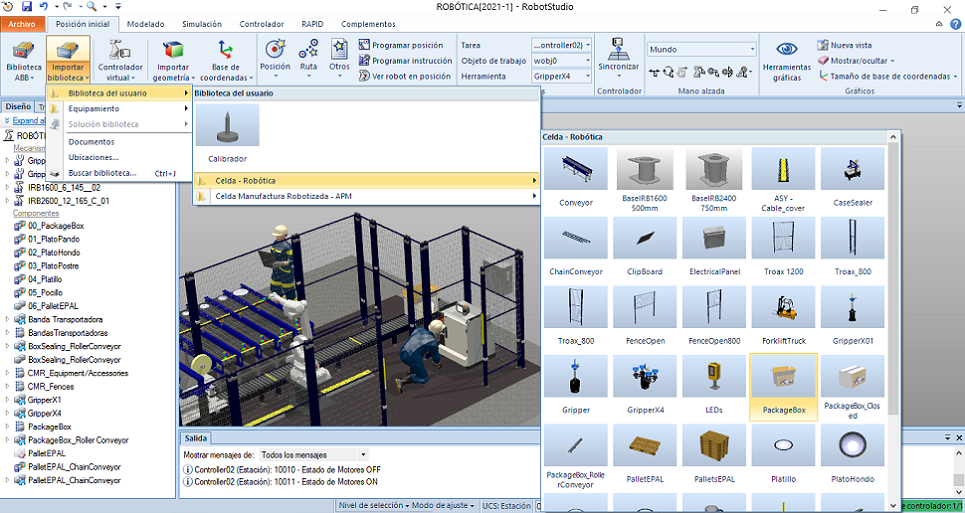 ROBÓTICA[2021-1] - RobotStudio
Archivo Posición inicial Modelado Simulación Controlador RAPID Complementos
Biblioteca ABB
Importar biblioteca
Controlador virtual
Importar geometría
Base de coordenadas
Posición
Ruta
Otros
Programar posición
Programar instrucción
Ver robot en posición
Tarea ...ontroller02)
Objeto de trabajo wobj0
Herramienta GripperX4
Sincronizar
Controlador
Mundo
Mano alzada
Herramientas gráficas
Nueva vista
Mostrar/ocultar
Tamaño de base de coordenadas
Gráficos
Biblioteca del usuario
Equipamiento
Solución biblioteca
Documentos
Ubicaciones...
Buscar biblioteca... Ctrl+J
Biblioteca del usuario
Calibrador
Celda - Robótica
Celda Manufactura Robotizada - APM
Celda - Robótica
Conveyor
BaseIRB1600 500mm
BaseIRB2400 750mm
ASY - Cable_cover
CaseSealer
ChainConveyor
ClipBoard
ElectricalPanel
Troax 1200
Troax_800
Troax_800
FenceOpen
FenceOpen800
ForkliftTruck
GripperX01
Gripper
GripperX4
LEDs
PackageBox
PackageBox_Closed
PackageBox_RollerConveyor
PalletEPAL
PalletsEPAL
Platillo
PlatoHondo
Diseño
Expand al
ROBÓTI
Mecanism
Gripp
Gripp
IRB1600_6_145__02
IRB2600_12_165_C_01
Componentes
00_PackageBox
01_PlatoPando
02_PlatoHondo
03_PlatoPostre
04_Platillo
05_Pocillo
06_PalletEPAL
Banda Transportadora
BandasTransportadoras
BoxSealing_RollerConveyor
BoxSealing_RollerConveyor
CMR_Equipment/Accessories
CMR_Fences
GripperX1
GripperX4
PackageBox
PackageBox_Roller Conveyor
PalletEPAL
PalletEPAL_ChainConveyor
PalletEPAL_ChainConveyor
Salida
Mostrar mensajes de: Todos los mensajes
Controller02 (Estación): 10010 - Estado de Motores OFF
Controller02 (Estación): 10011 - Estado de Motores ON
Nivel de selección Modo de ajuste UCS: Estación
e controlador: 1/1